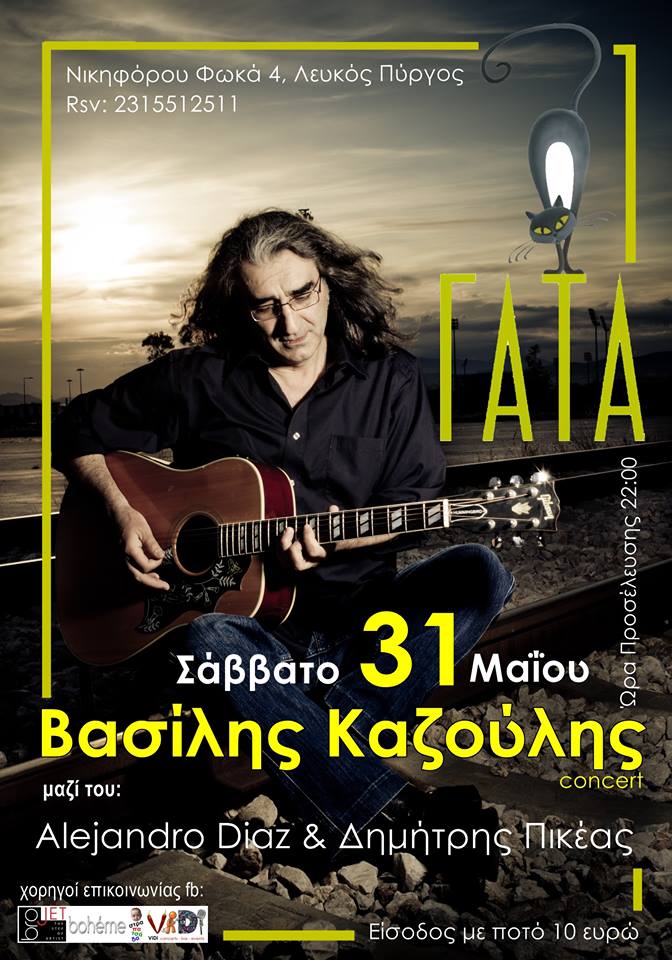 Νικηφόρου Φωκά 4, Λευκός Πύργος
Rsv: 2315512511
ΓΑΤΑ
Ώρα Προσέλευσης 22:00
Σάββατο 31 Μαΐου
Βασίλης Καζούλης
concert
μαζί του:
Alejandro Diaz & Δημήτρης Πικέας
χορηγοί επικοινωνίας fb:
bohéme
ViDi
Είσοδος με ποτό 10 ευρώ